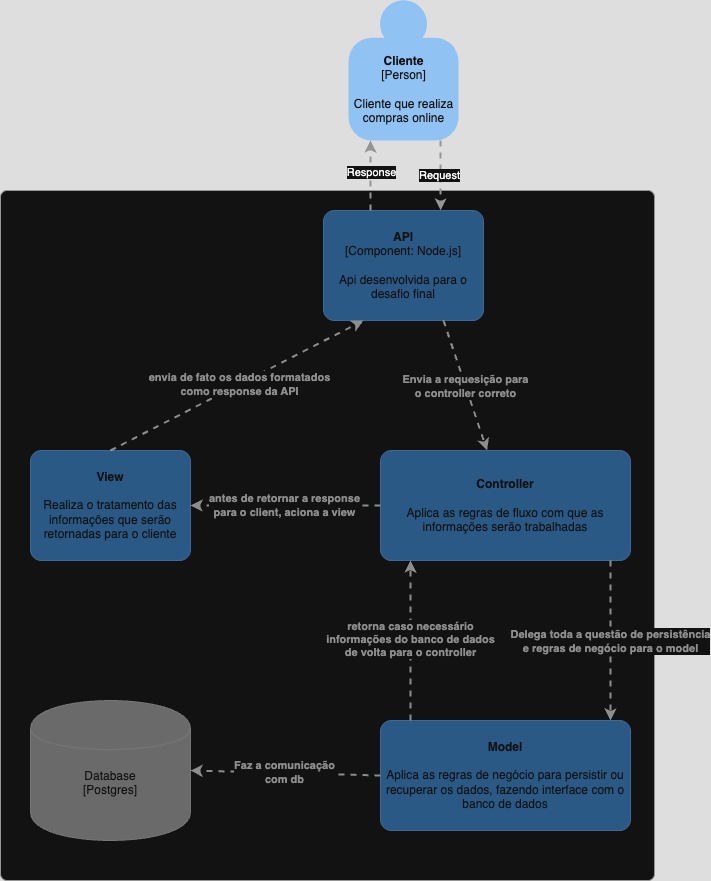 Cliente
[Person]
Cliente que realiza
compras online
Response
Request
API
[Component: Node.js]
Api desenvolvida para o
desafio final
envia de fato os dados formatados
como response da API
Envia a requesição para
o controller correto
View
Realiza o tratamento das
informações que serão
retornadas para o cliente
antes de retornar a response
para o client, aciona a view
Controller
Aplica as regras de fluxo com que as
informações serão trabalhadas
retorna caso necessário
informações do banco de dados
de volta para o controller
Delega toda a questão de persistência
e regras de negócio para o model
Database
[Postgres]
Faz a comunicação
com db
Model
Aplica as regras de negócio para persistir ou
recuperar os dados, fazendo interface com o
banco de dados